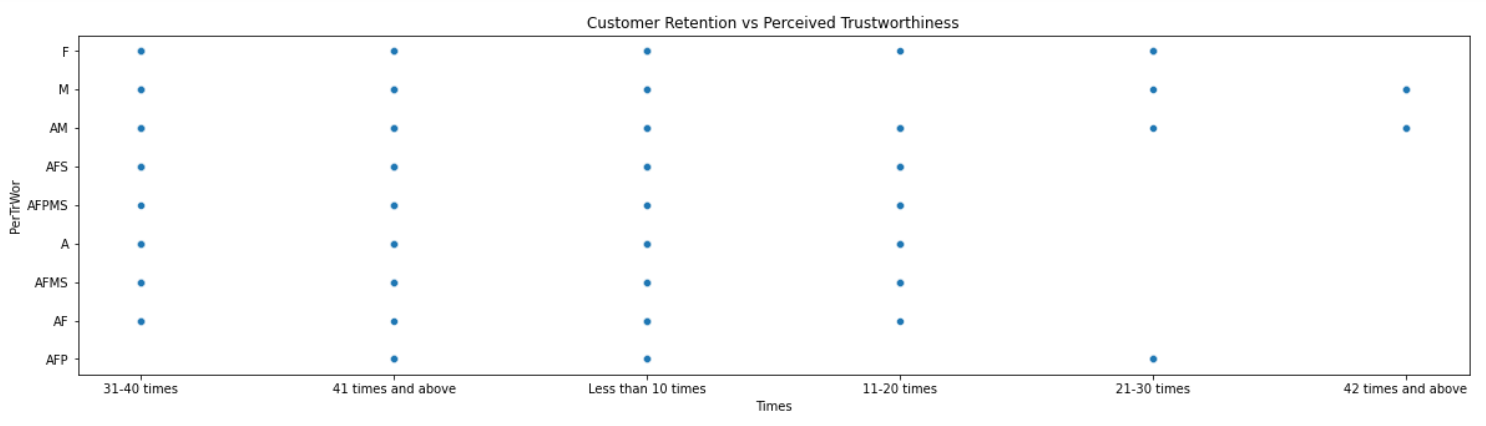 Customer Retention vs Perceived Trustworthiness
F
M
AM
AFS
AFPMS
A
AFMS
AF
AFP
PerTrWor
31-40 times
41 times and above
Less than 10 times
11-20 times
21-30 times
42 times and above
Times